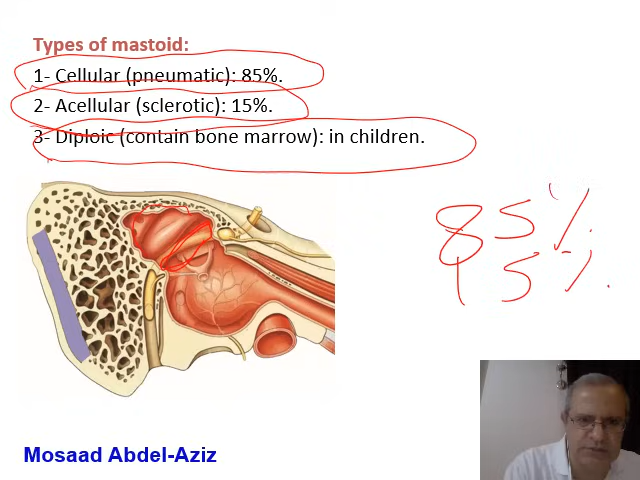 Types of mastoid:
1- Cellular (pneumatic): 85%.
2- Acellular (sclerotic): 15%.
3- Diploic (contain bone marrow): in children.
85%
15%.
Mosaad Abdel-Aziz